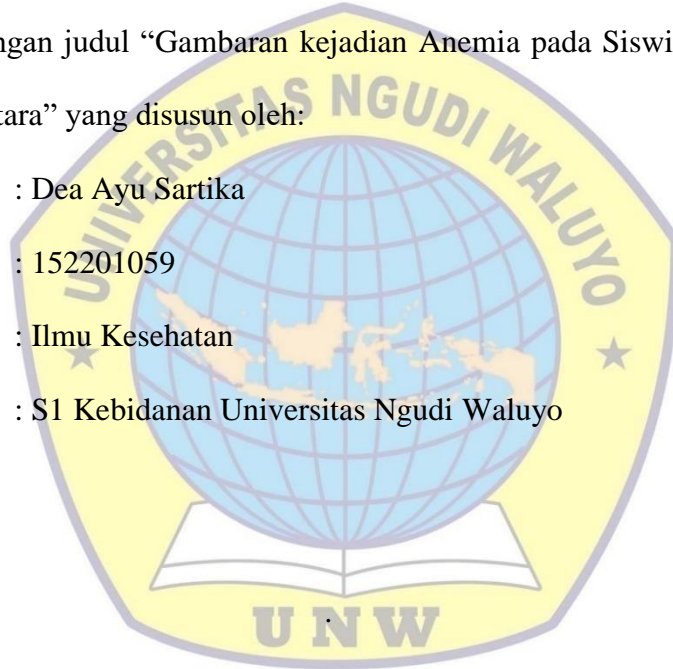 ngan judul “Gambaran kejadian Anemia pada Siswi
tara” yang disusun oleh:
: Dea Ayu Sartika
: 152201059
: Ilmu Kesehatan
: S1 Kebidanan Universitas Ngudi Waluyo
.
UNIVERSITAS NGUDI WALUYO
UNW